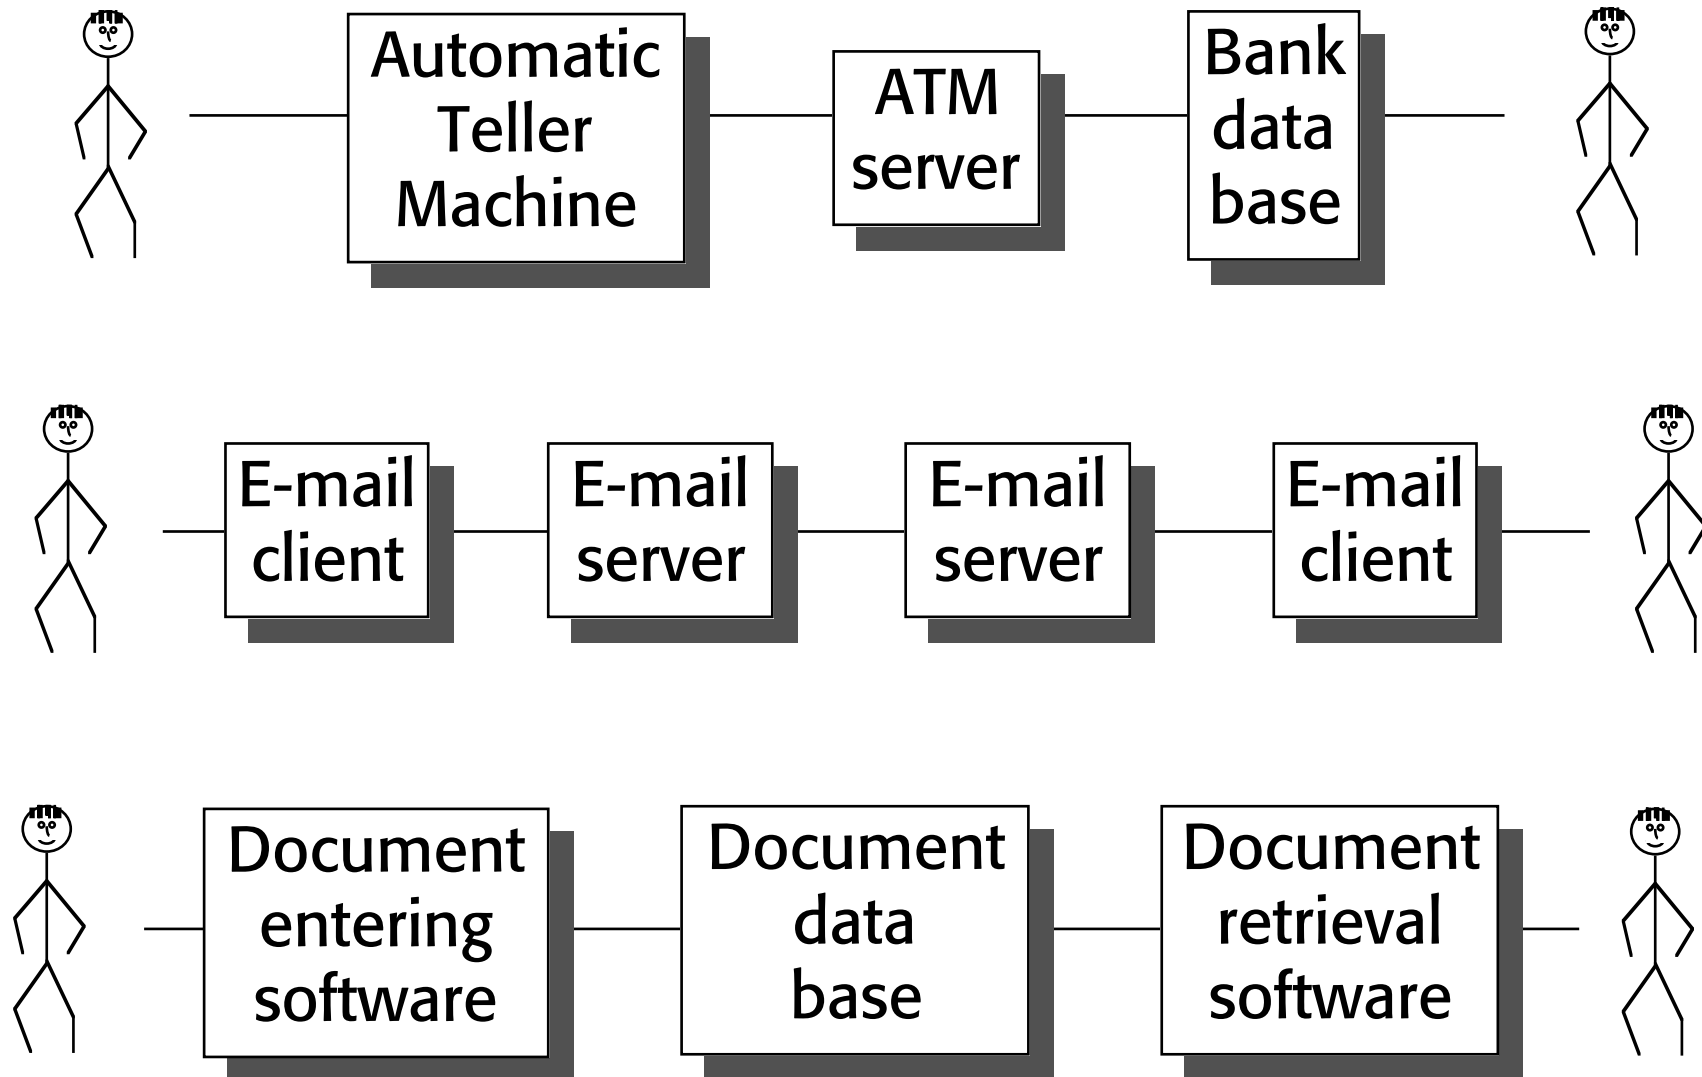 Automatic
Teller
Machine
ATM
server
Bank
data
base
E-mail
client
E-mail
server
E-mail
server
E-mail
client
Document
entering
software
Document
data
base
Document
retrieval
software